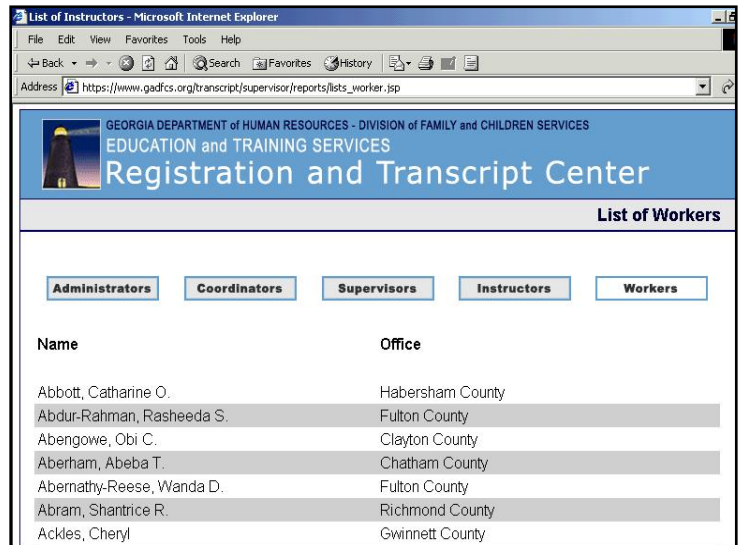 List of Instructors - Microsoft Internet Explorer
File Edit View Favorites Tools Help
Back Search Favorites History
Address https://www.gadfcs.org/transcript/supervisor/reports/lists_worker.jsp
GEORGIA DEPARTMENT of HUMAN RESOURCES - DIVISION of FAMILY and CHILDREN SERVICES
EDUCATION and TRAINING SERVICES
Registration and Transcript Center
List of Workers
Administrators Coordinators Supervisors Instructors Workers
Name Office
Abbott, Catharine O. Habersham County
Abdur-Rahman, Rasheeda S. Fulton County
Abengowe, Obi C. Clayton County
Aberham, Abeba T. Chatham County
Abernathy-Reese, Wanda D. Fulton County
Abram, Shantrice R. Richmond County
Ackles, Cheryl Gwinnett County